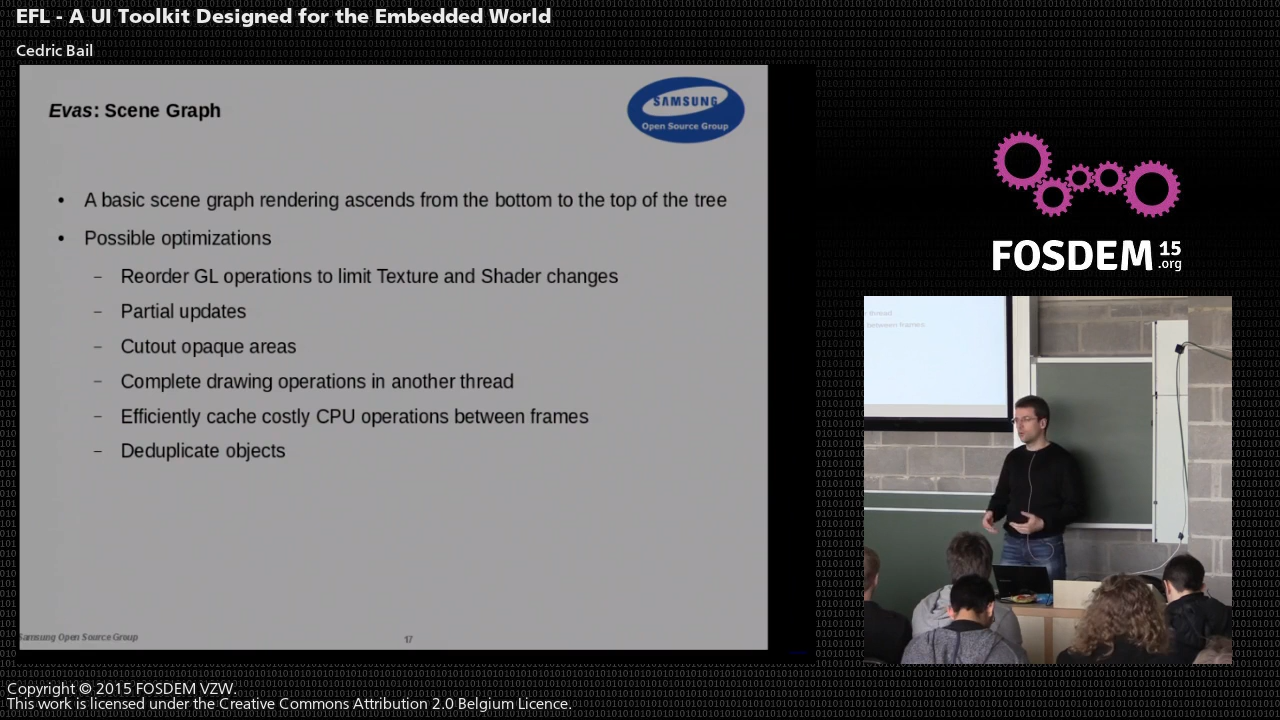 EFL - A UI Toolkit Designed for the Embedded World
Cedric Bail
Evas: Scene Graph
SAMSUNG
Open Source Group
• A basic scene graph rendering ascends from the bottom to the top of the tree
• Possible optimizations
– Reorder GL operations to limit Texture and Shader changes
– Partial updates
– Cutout opaque areas
– Complete drawing operations in another thread
– Efficiently cache costly CPU operations between frames
– Deduplicate objects
Samsung Open Source Group
17
FOSDEM 15
.org
thread
between frames
Copyright © 2015 FOSDEM VZW.
This work is licensed under the Creative Commons Attribution 2.0 Belgium Licence.